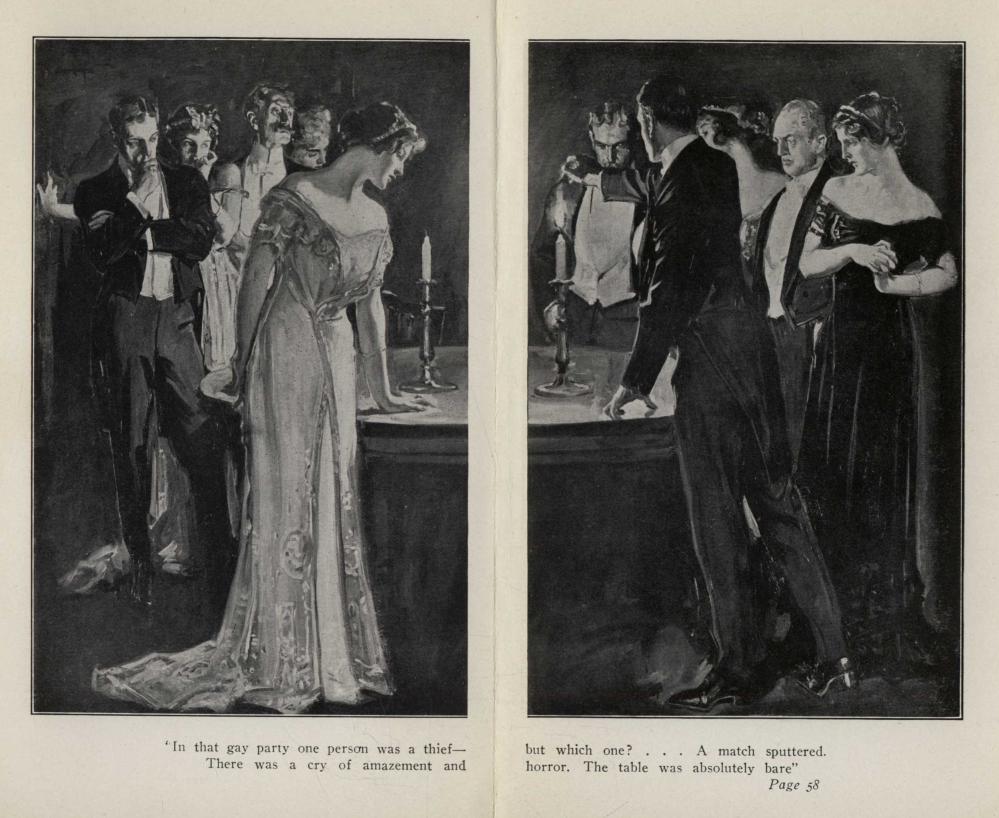 "In that gay party one person was a thief— but which one? . . . A match sputtered.
There was a cry of amazement and horror. The table was absolutely bare"
Page 58